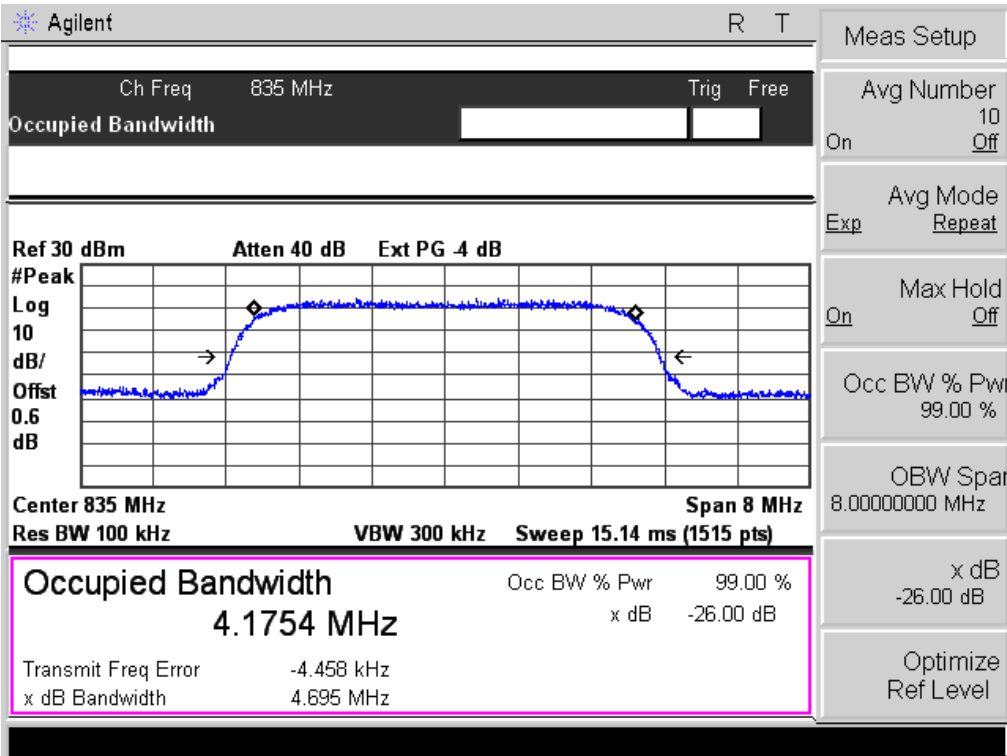 Agilent R T
Ch Freq 835 MHz Trig Free
Occupied Bandwidth
Ref 30 dBm Atten 40 dB Ext PG -4 dB
#Peak
Log
10
dB/
Offst
0.6
dB
Center 835 MHz Span 8 MHz
Res BW 100 kHz VBW 300 kHz Sweep 15.14 ms (1515 pts)
Occupied Bandwidth
4.1754 MHz
Occ BW % Pwr 99.00 %
x dB -26.00 dB
Transmit Freq Error -4.458 kHz
x dB Bandwidth 4.695 MHz
Meas Setup
Avg Number
10
On Off
Avg Mode
Exp Repeat
Max Hold
On Off
Occ BW % Pwr
99.00 %
OBW Span
8.00000000 MHz
x dB
-26.00 dB
Optimize
Ref Level